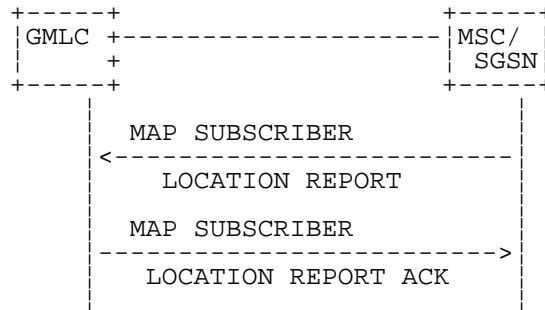 GMLC MSC/
SGSN
MAP SUBSCRIBER
LOCATION REPORT
MAP SUBSCRIBER
LOCATION REPORT ACK